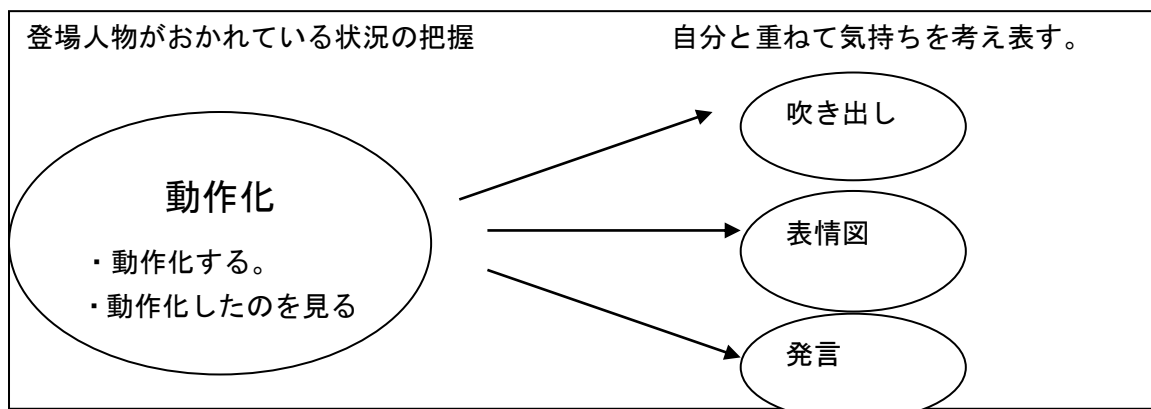 登場人物がおかれている状況の把握
自分と重ねて気持ちを考え表す。
動作化
・動作化する。
・動作化したのを見る
吹き出し
表情図
発言